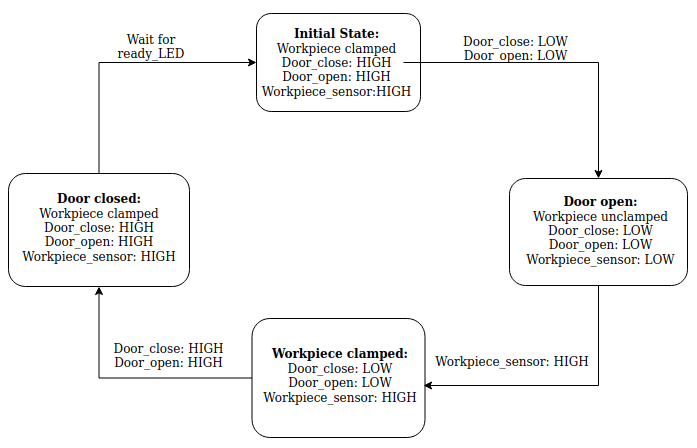 Wait for
ready_LED
Initial State:
Workpiece clamped
Door_close: HIGH
Door_open: HIGH
Workpiece_sensor:HIGH
Door_close: LOW
Door_open: LOW
Door closed:
Workpiece clamped
Door_close: HIGH
Door_open: HIGH
Workpiece_sensor: HIGH
Door open:
Workpiece unclamped
Door_close: LOW
Door_open: LOW
Workpiece_sensor: LOW
Door_close: HIGH
Door_open: HIGH
Workpiece clamped:
Door_close: LOW
Door_open: LOW
Workpiece_sensor: HIGH
Workpiece_sensor: HIGH